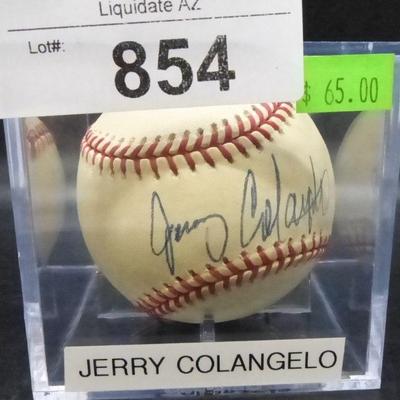 Liquidate AZ
Lot#:
854
$ 65.00
Jerry Colangelo
JERRY COLANGELO